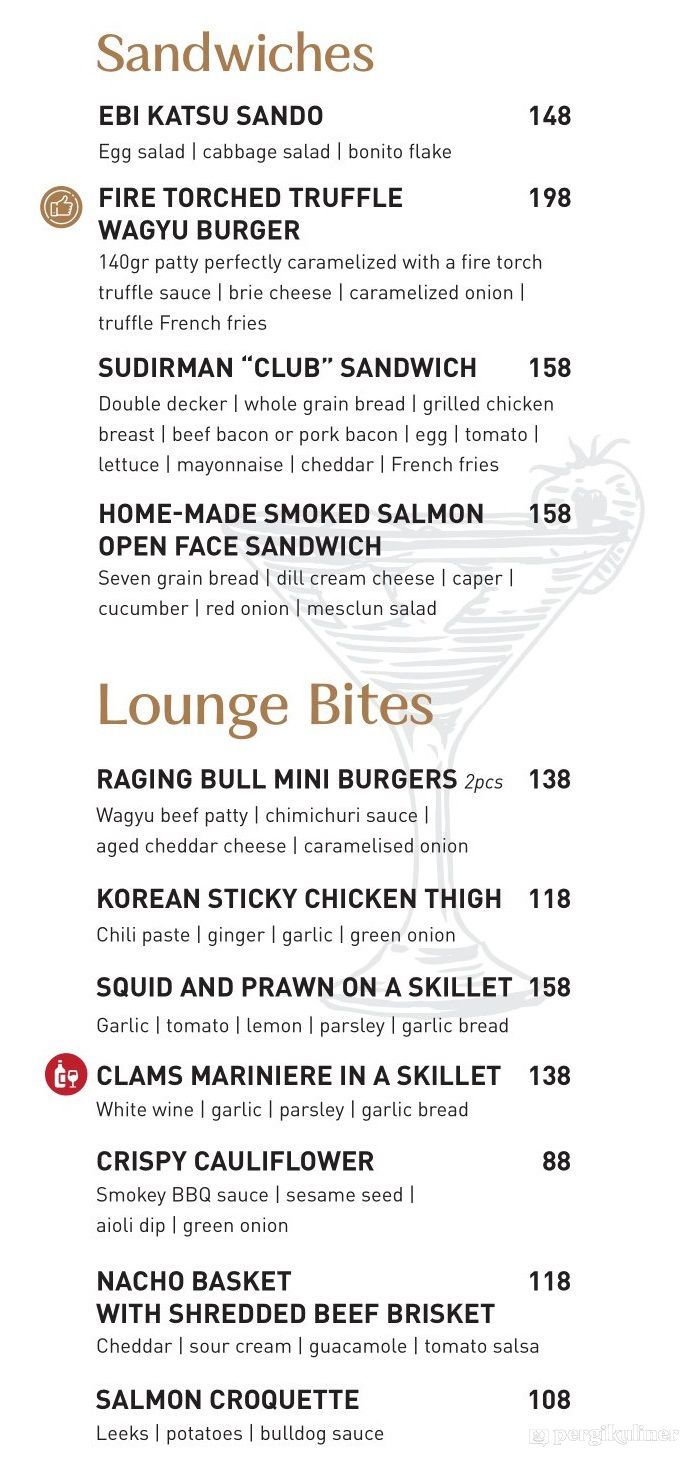 Sandwiches
EBI KATSU SANDO 148
Egg salad | cabbage salad | bonito flake
FIRE TORCHED TRUFFLE 198
WAGYU BURGER
140gr patty perfectly caramelized with a fire torch
truffle sauce | brie cheese | caramelized onion |
truffle French fries
SUDIRMAN “CLUB” SANDWICH 158
Double decker | whole grain bread | grilled chicken
breast | beef bacon or pork bacon | egg | tomato |
lettuce | mayonnaise | cheddar | French fries
HOME-MADE SMOKED SALMON 158
OPEN FACE SANDWICH
Seven grain bread | dill cream cheese | caper |
cucumber | red onion | mesclun salad
Lounge Bites
RAGING BULL MINI BURGERS 2pcs 138
Wagyu beef patty | chimichuri sauce |
aged cheddar cheese | caramelised onion
KOREAN STICKY CHICKEN THIGH 118
Chili paste | ginger | garlic | green onion
SQUID AND PRAWN ON A SKILLET 158
Garlic | tomato | lemon | parsley | garlic bread
CLAMS MARINIERE IN A SKILLET 138
White wine | garlic | parsley | garlic bread
CRISPY CAULIFLOWER 88
Smokey BBQ sauce | sesame seed |
aioli dip | green onion
NACHO BASKET 118
WITH SHREDDED BEEF BRISKET
Cheddar | sour cream | guacamole | tomato salsa
SALMON CROQUETTE 108
Leeks | potatoes | bulldog sauce
pergikuliner